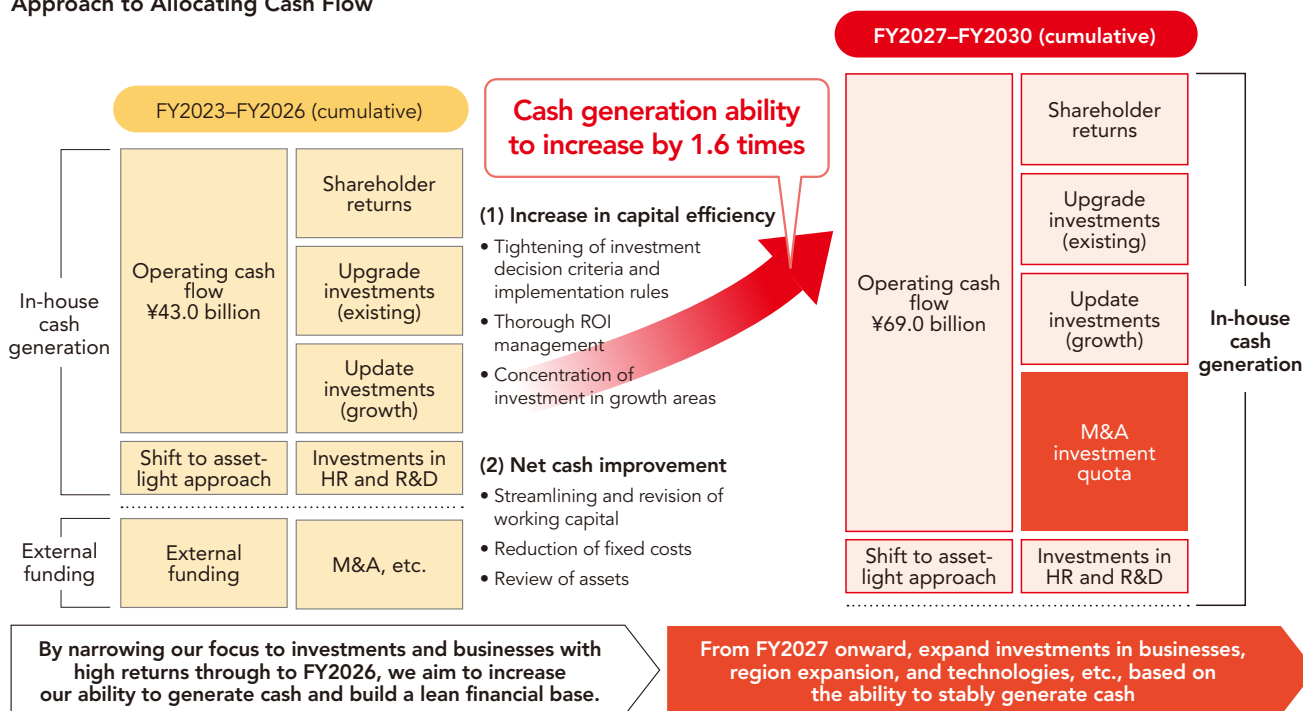 Approach to Allocating Cash Flow
FY2023–FY2026 (cumulative)
In-house
cash
generation
Operating cash
flow
¥43.0 billion
Shareholder
returns
Upgrade
investments
(existing)
Update
investments
(growth)
Shift to asset-
light approach
Investments in
HR and R&D
External
funding
External
funding
M&A, etc.
Cash generation ability
to increase by 1.6 times
(1) Increase in capital efficiency
• Tightening of investment
decision criteria and
implementation rules
• Thorough ROI
management
• Concentration of
investment in growth areas
(2) Net cash improvement
• Streamlining and revision of
working capital
• Reduction of fixed costs
• Review of assets
FY2027–FY2030 (cumulative)
Operating cash
flow
¥69.0 billion
Shareholder
returns
Upgrade
investments
(existing)
Update
investments
(growth)
M&A
investment
quota
Shift to asset-
light approach
Investments in
HR and R&D
In-house
cash
generation
By narrowing our focus to investments and businesses with
high returns through to FY2026, we aim to increase
our ability to generate cash and build a lean financial base.
From FY2027 onward, expand investments in businesses,
region expansion, and technologies, etc., based on
the ability to stably generate cash